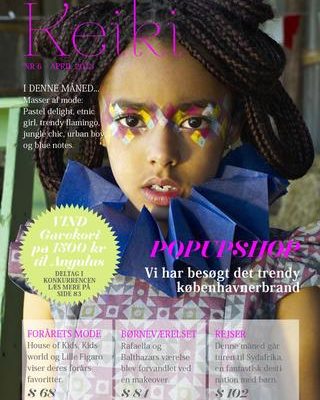 Keiki
NR 6 - APRIL 2013
I DENNE MÅNED...
Masser af mode:
Pastel delight, etnic
girl, trendy flamingo,
jungle chic, urban boy
og blue notes.
VIND
Gavekort
på 1500 kr
til Angulus
DELTAG I
KONKURRENCEN
LÆS MERE PÅ
SIDE 83
POPUPSHOP
Vi har besøgt det trendy
københavnerbrand
FORÅRETS MODE
House of Kids, Kids
world og Lille Figaro
viser deres forårs
favoritter.
S 68
BØRNEVÆRELSET
Rafaella og
Balthazars værelse
blev forvandlet ved
en makeover.
S 84
REJSER
Denne måned går
turen til Sydafrika,
en fantastisk desti
nation med børn.
S 102